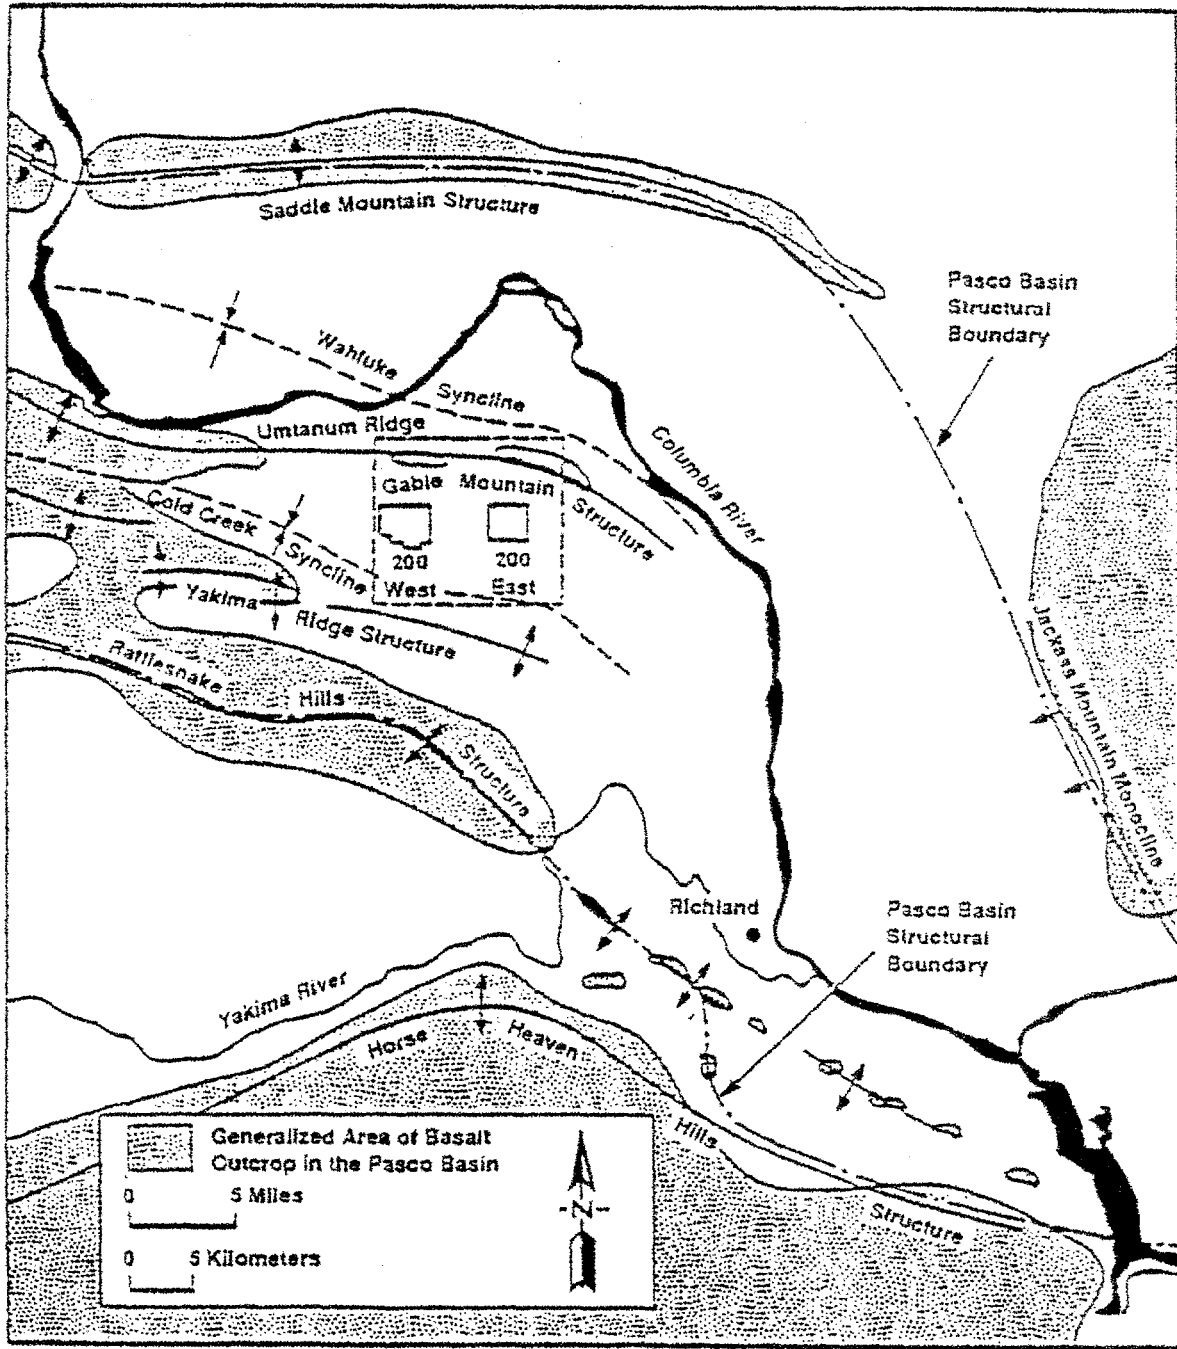 Saddle Mountain Structure
Pasco Basin
Structural
Boundary
Wahluke
Syncline
Umtanum Ridge
Columbia River
Gable Mountain
Structure
Cold Creek
Syncline
200
West
200
East
Yakima
Ridge Structure
Rattlesnake
Hills
Structure
Jackass Mountain Monocline
Richland
Pasco Basin
Structural
Boundary
Yakima River
Horse
Heaven
Hills
Structure
Generalized Area of Basalt
Outcrop in the Pasco Basin
0 5 Miles
0 5 Kilometers
N